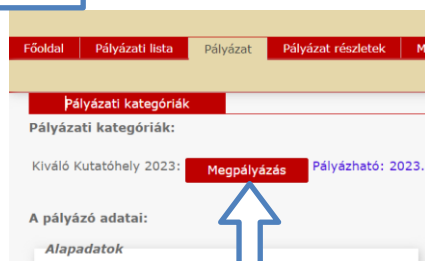 Főoldal Pályázati lista Pályázat Pályázat részletek M
Pályázati kategóriák
Pályázati kategóriák:
Kiváló Kutatóhely 2023: Megpályázás Pályázható: 2023.
A pályázó adatai:
Alapadatok